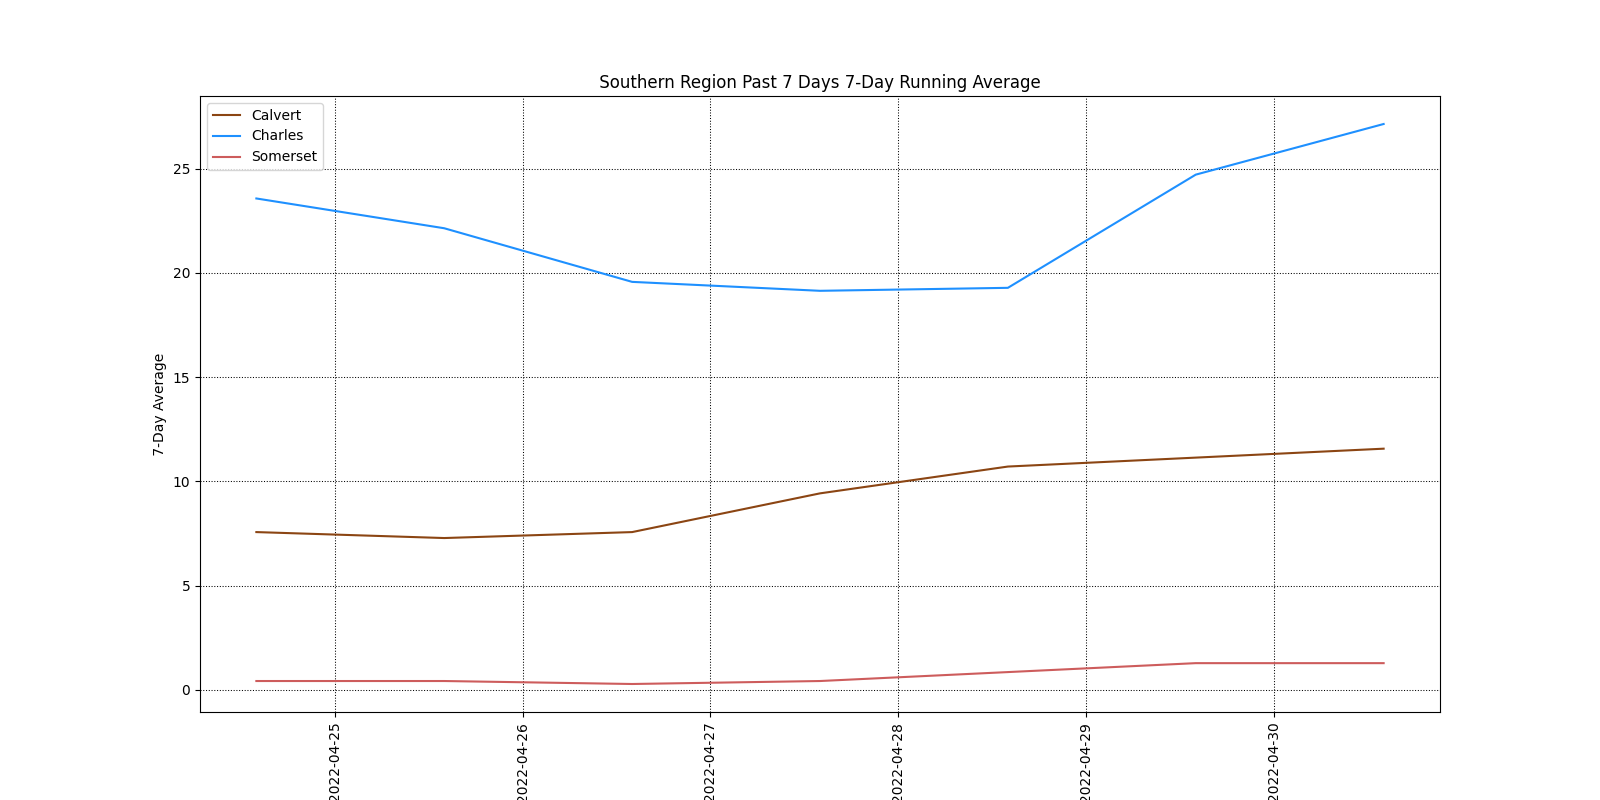 Southern Region Past 7 Days 7-Day Running Average
Calvert
Charles
Somerset
25
20
15
10
5
0
7-Day Average
2022-04-25
2022-04-26
2022-04-27
2022-04-28
2022-04-29
2022-04-30